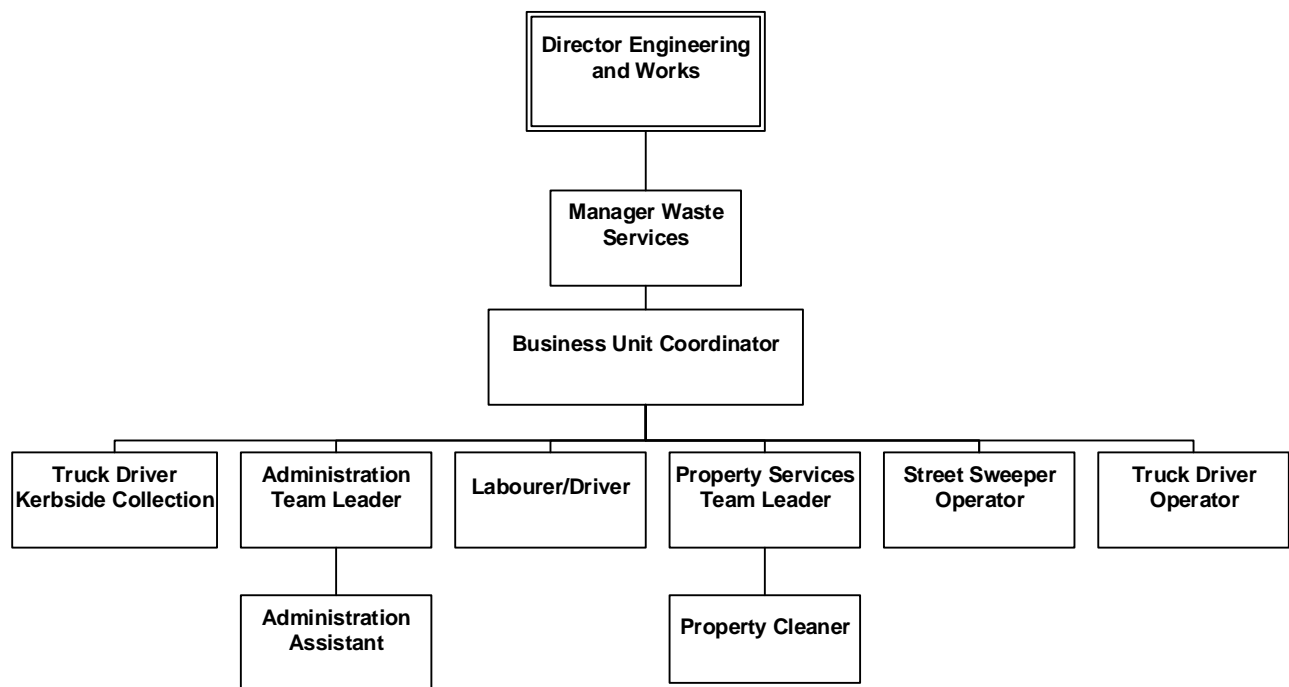 Director Engineering
and Works
Manager Waste
Services
Business Unit Coordinator
Truck Driver
Kerbside Collection
Administration
Team Leader
Labourer/Driver
Property Services
Team Leader
Street Sweeper
Operator
Truck Driver
Operator
Administration
Assistant
Property Cleaner